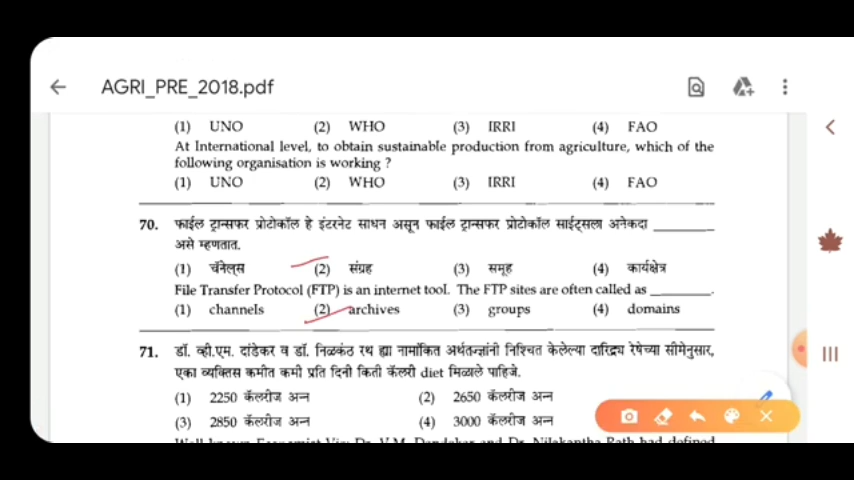 AGRI_PRE_2018.pdf
(1) UNO (2) WHO (3) IRRI (4) FAO
At International level, to obtain sustainable production from agriculture, which of the
following organisation is working ?
(1) UNO (2) WHO (3) IRRI (4) FAO
70. फाईल ट्रान्सफर प्रोटोकॉल हे इंटरनेट साधन असून फाईल ट्रान्सफर प्रोटोकॉल साईट्सला अनेकदा ________
असे म्हणतात.
(1) चॅनेल्स (2) संग्रह (3) समूह (4) कार्यक्षेत्र
File Transfer Protocol (FTP) is an internet tool. The FTP sites are often called as ________.
(1) channels (2) archives (3) groups (4) domains
71. डॉ. व्ही.एम. दांडेकर व डॉ. निळकंठ रथ ह्या नामांकित अर्थतज्ज्ञांनी निश्चित केलेल्या दारिद्र्य रेषेच्या सीमेनुसार,
एका व्यक्तिस कमीत कमी प्रति दिनी किती कॅलरी diet मिळाले पाहिजे.
(1) 2250 कॅलरीज अन्न (2) 2650 कॅलरीज अन्न
(3) 2850 कॅलरीज अन्न (4) 3000 कॅलरीज अन्न